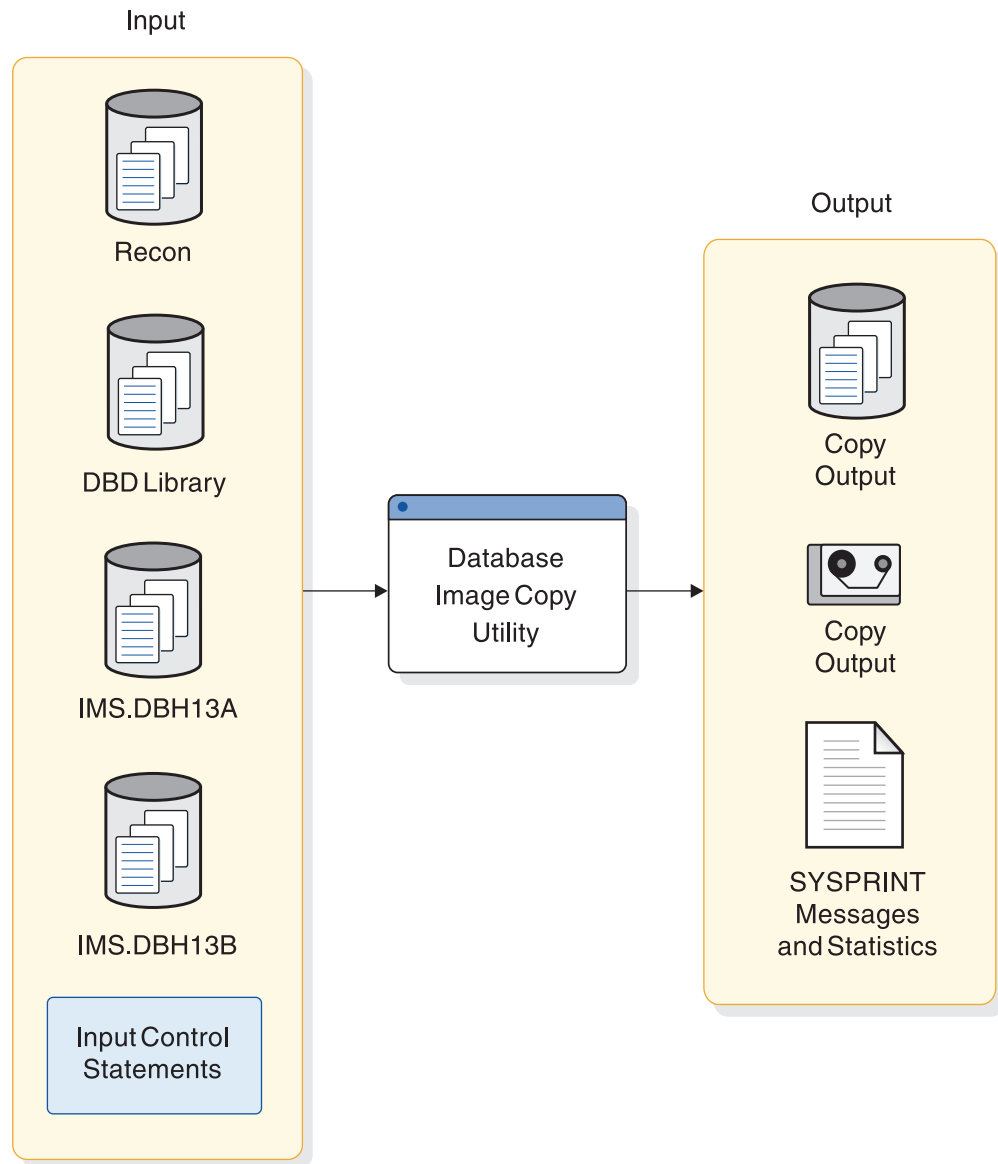 Input
Recon
DBD Library
IMS.DBH13A
IMS.DBH13B
Input Control
Statements
Database
Image Copy
Utility
Output
Copy
Output
Copy
Output
SYSPRINT
Messages
and Statistics